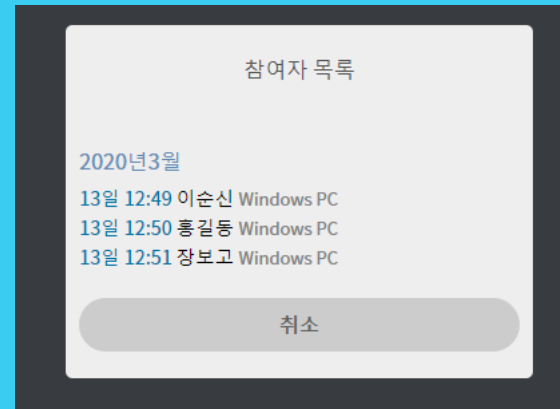 참여자 목록
2020년3월
13일 12:49 이순신 Windows PC
13일 12:50 홍길동 Windows PC
13일 12:51 장보고 Windows PC
취소